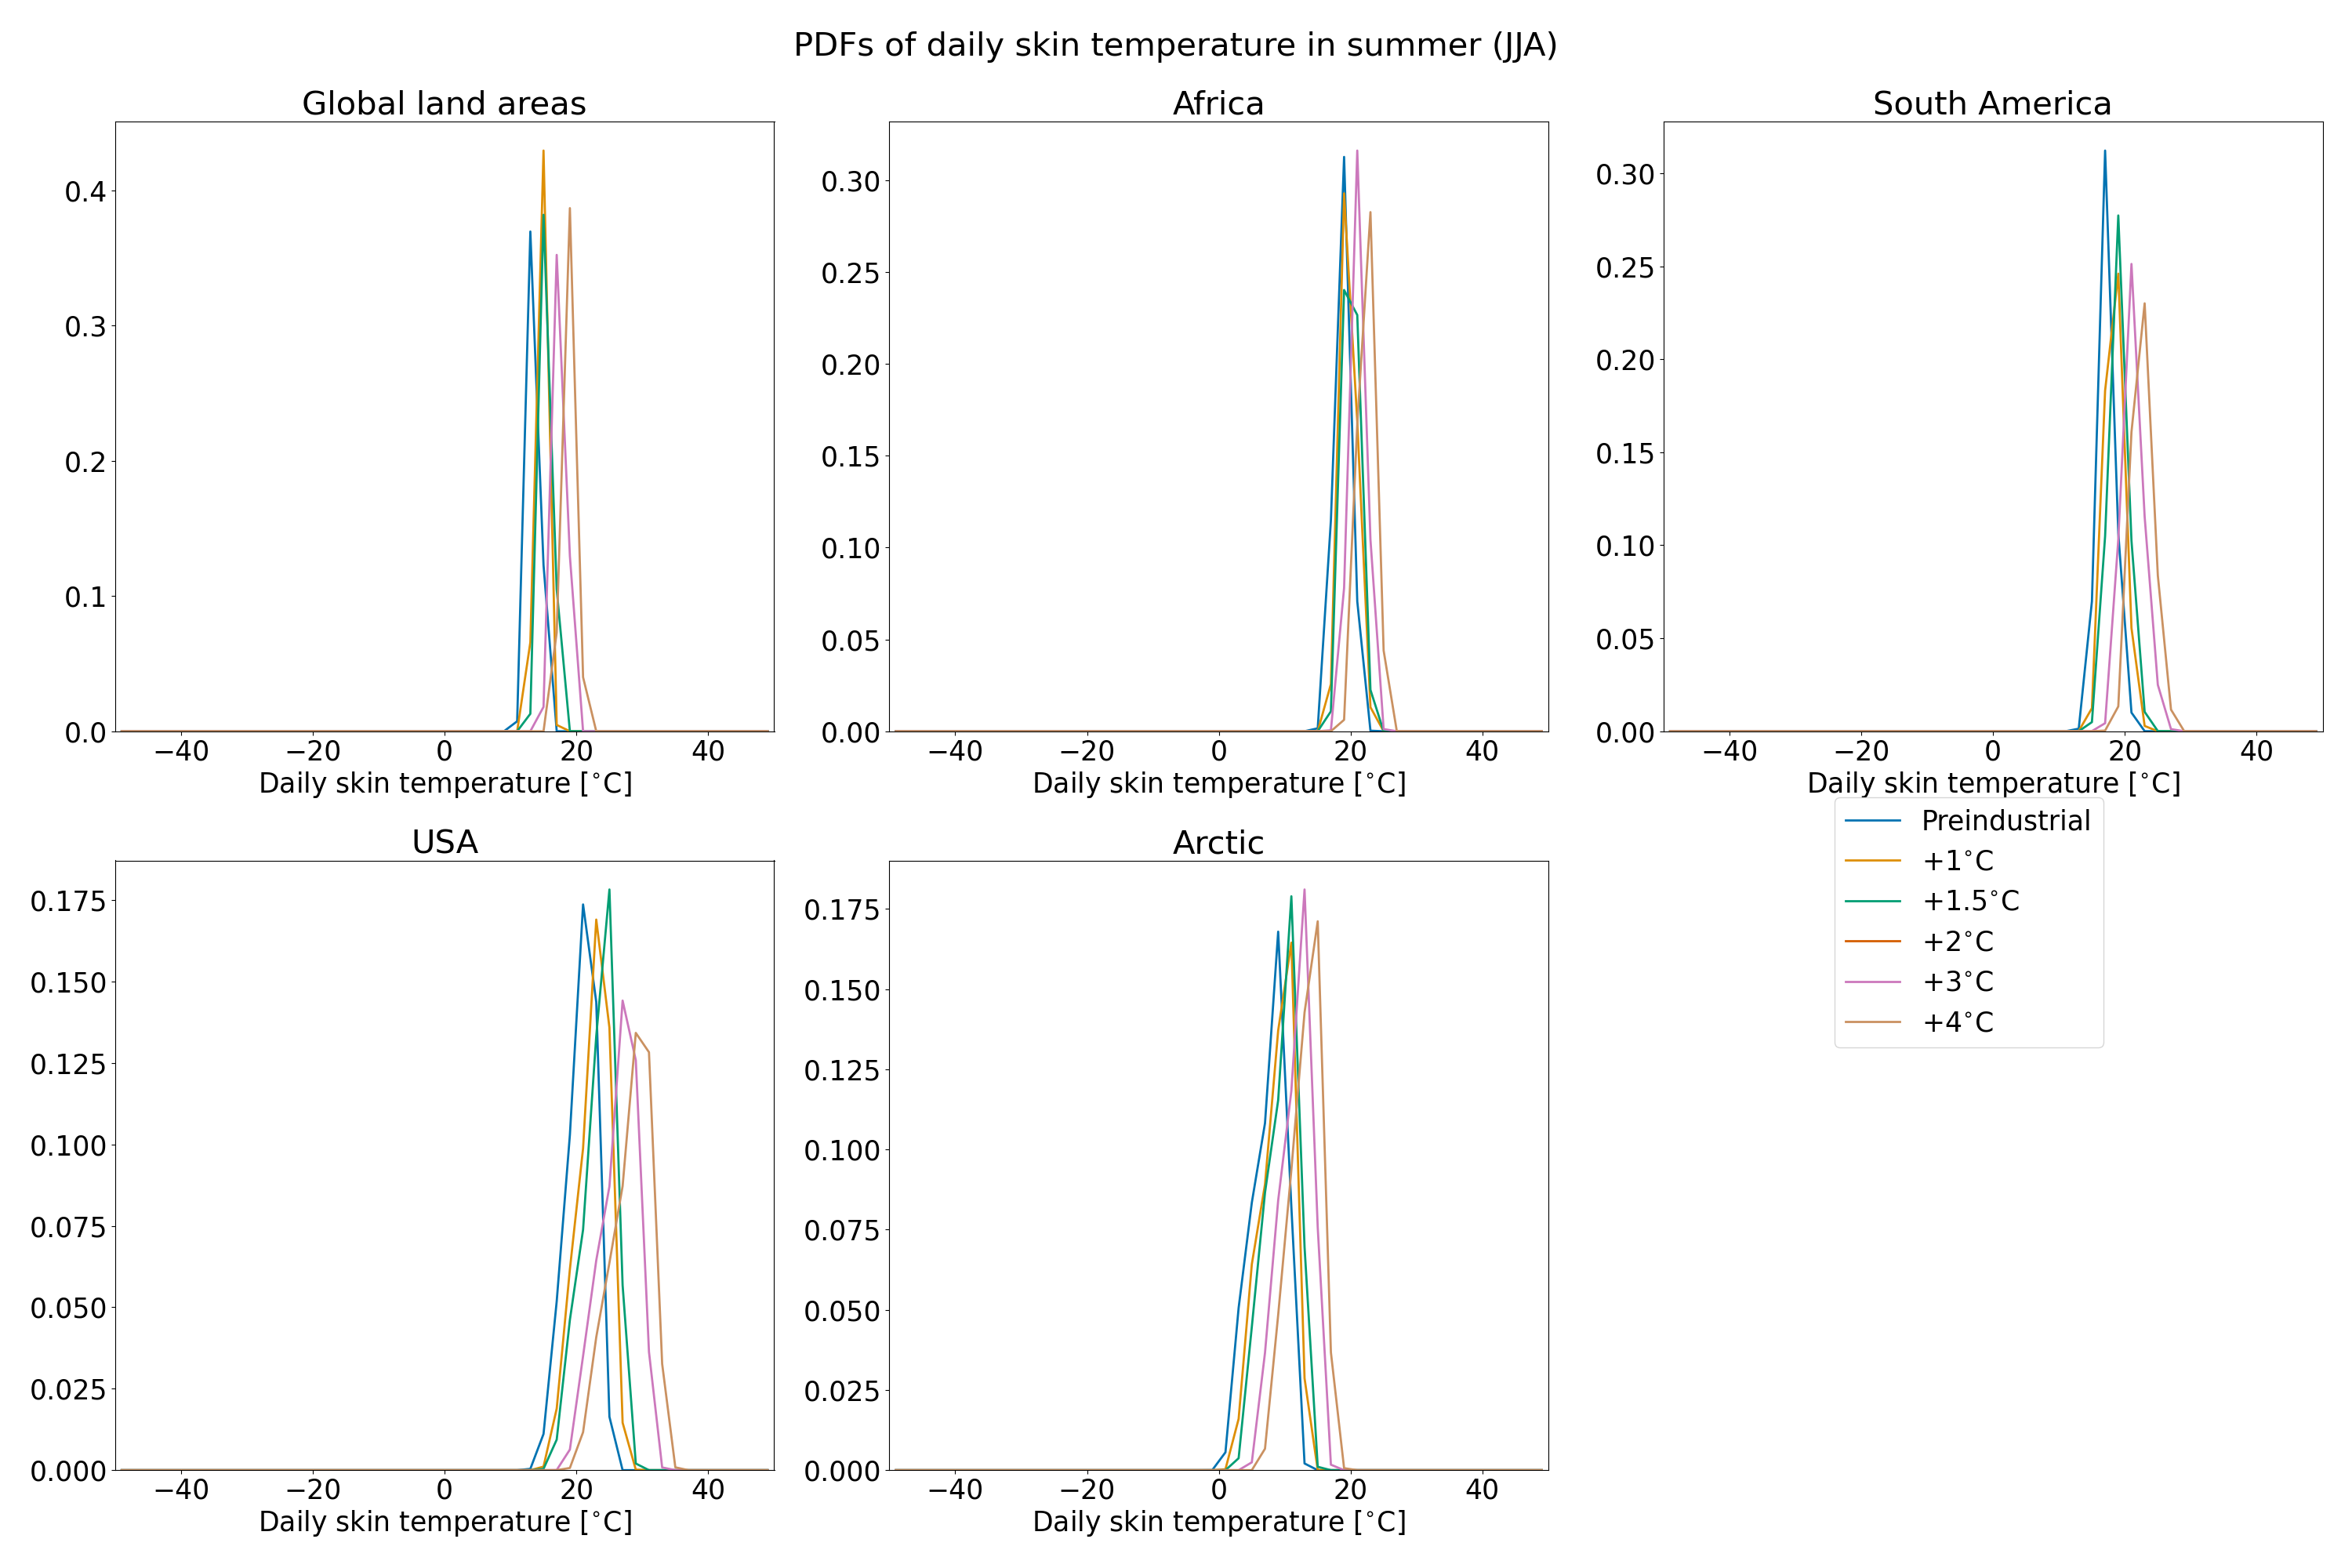 PDFs of daily skin temperature in summer (JJA)
Global land areas
0.4
0.3
0.2
0.1
0.0
−40 −20 0 20 40
Daily skin temperature [°C]
Africa
0.30
0.25
0.20
0.15
0.10
0.05
0.00
−40 −20 0 20 40
Daily skin temperature [°C]
South America
0.30
0.25
0.20
0.15
0.10
0.05
0.00
−40 −20 0 20 40
Daily skin temperature [°C]
Preindustrial
+1°C
+1.5°C
+2°C
+3°C
+4°C
USA
0.175
0.150
0.125
0.100
0.075
0.050
0.025
0.000
−40 −20 0 20 40
Daily skin temperature [°C]
Arctic
0.175
0.150
0.125
0.100
0.075
0.050
0.025
0.000
−40 −20 0 20 40
Daily skin temperature [°C]